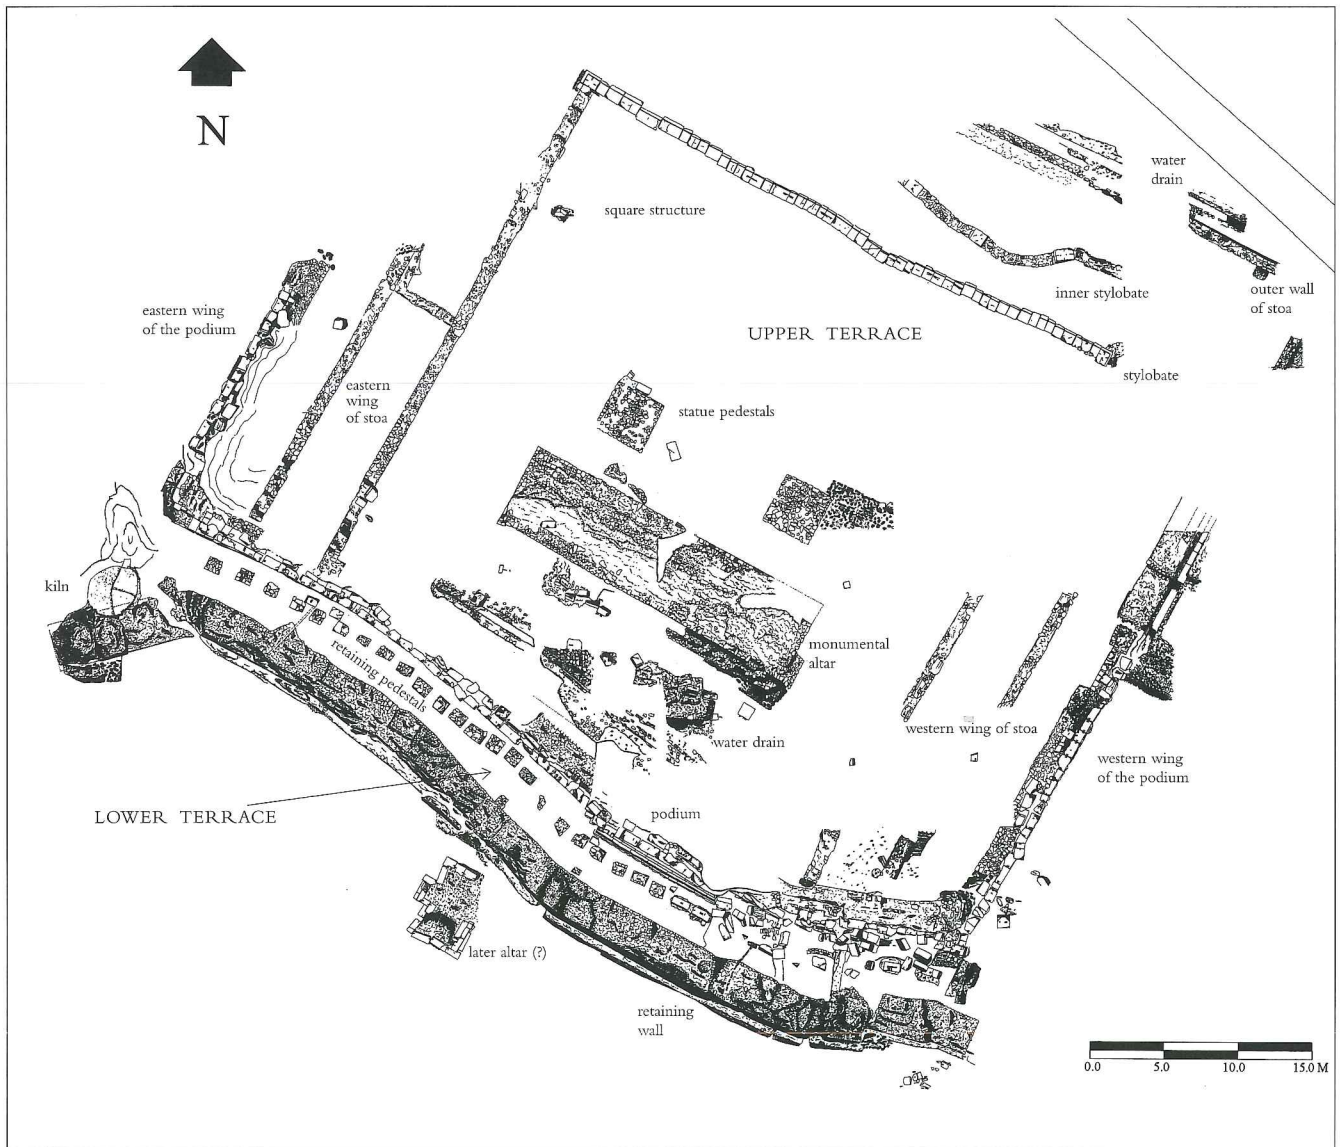 N
water
drain
square structure
inner stylobate
outer wall
of stoa
eastern wing
of the podium
UPPER TERRACE
stylobate
eastern
wing
of stoa
statue pedestals
kiln
monumental
altar
retaining pedestals
western wing of stoa
water drain
western wing
of the podium
LOWER TERRACE
podium
later altar (?)
retaining
wall
0.0 5.0 10.0 15.0 M